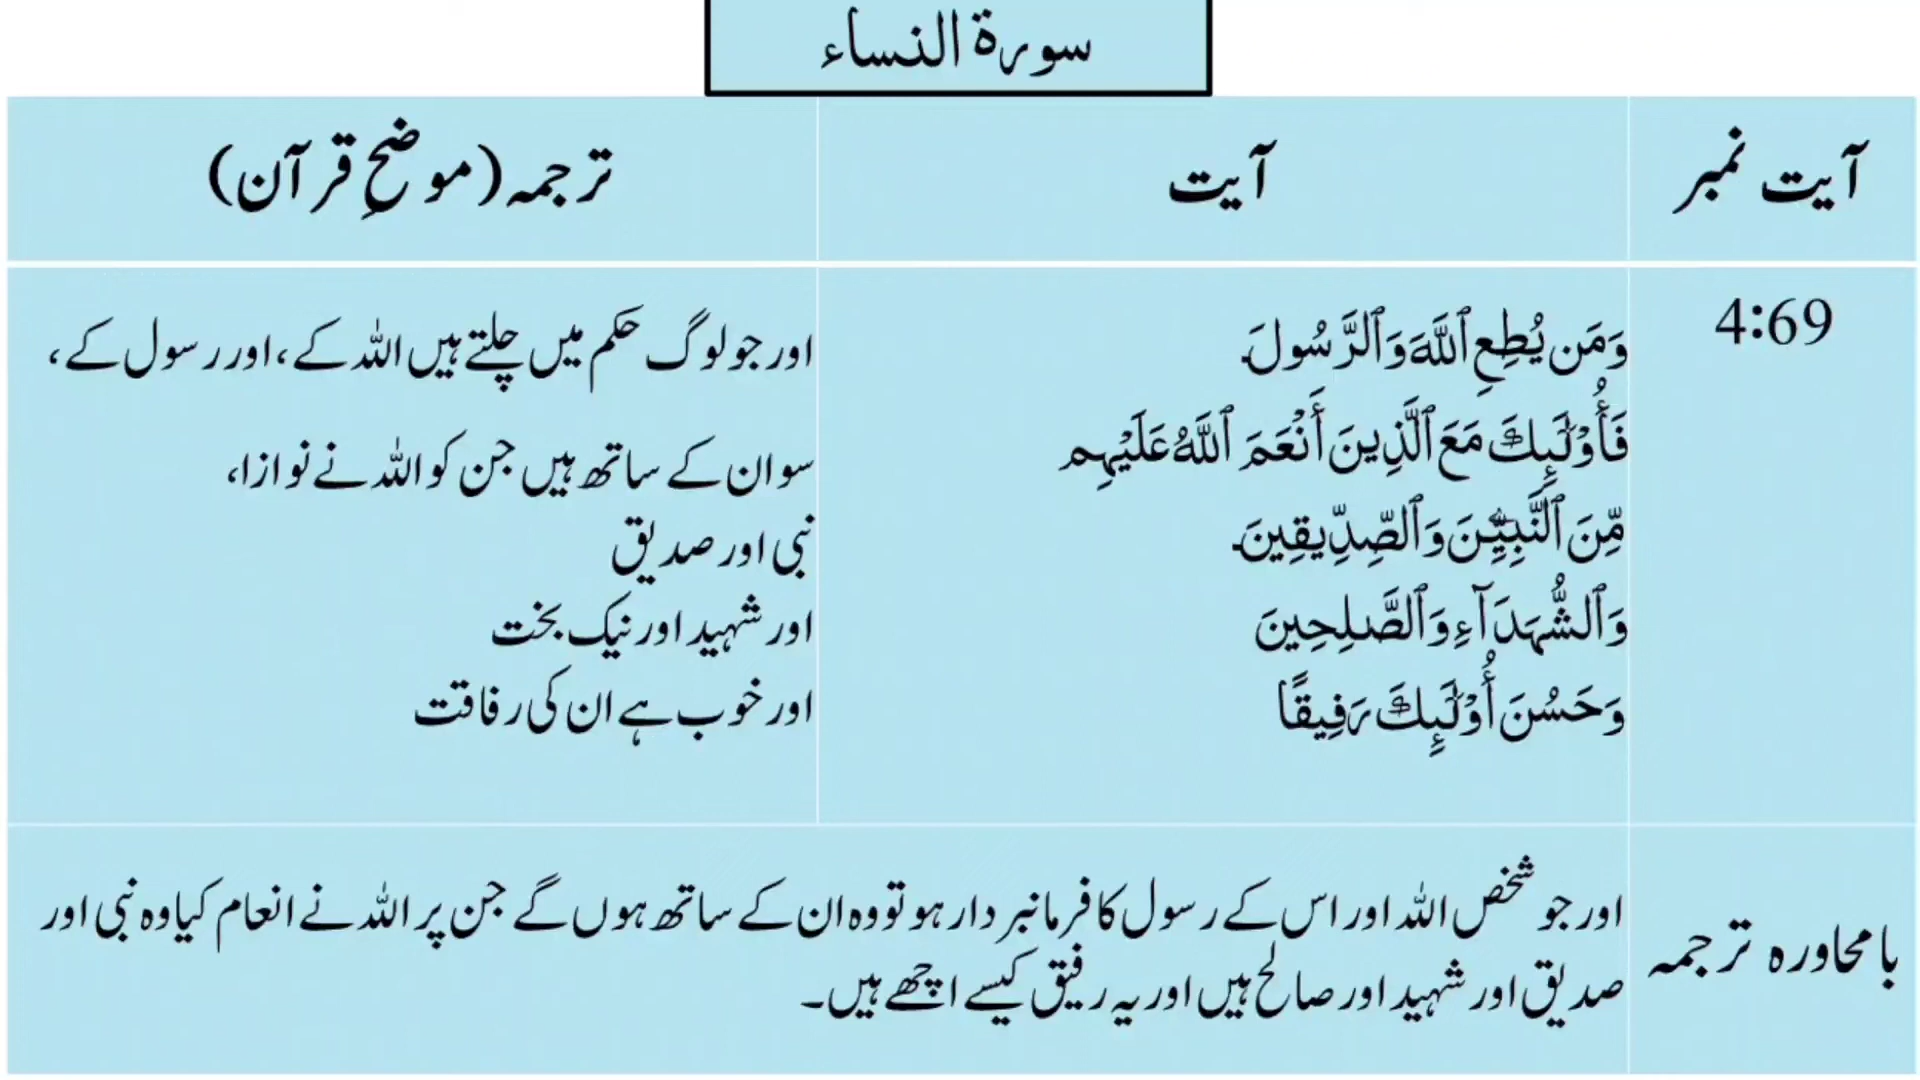 سورة النساء
آیت نمبر
آیت
ترجمہ (موضحِ قرآن)
4:69
وَمَن يُطِعِ ٱللَّهَ وَٱلرَّسُولَ
فَأُو۟لَـٰٓئِكَ مَعَ ٱلَّذِينَ أَنْعَمَ ٱللَّهُ عَلَيْهِم
مِّنَ ٱلنَّبِيِّـۧنَ وَٱلصِّدِّيقِينَ
وَٱلشُّهَدَآءِ وَٱلصَّـٰلِحِينَ
وَحَسُنَ أُو۟لَـٰٓئِكَ رَفِيقًا
اور جو لوگ حکم میں چلتے ہیں اللہ کے، اور رسول کے،
سو ان کے ساتھ ہیں جن کو اللہ نے نوازا،
نبی اور صدیق
اور شہید اور نیک بخت
اور خوب ہے ان کی رفاقت
بامحاورہ ترجمہ
اور جو شخص اللہ اور اس کے رسول کا فرمانبردار ہو تو وہ ان کے ساتھ ہوں گے جن پر اللہ نے انعام کیا وہ نبی اور
صدیق اور شہید اور صالح ہیں اور یہ رفیق کیسے اچھے ہیں۔